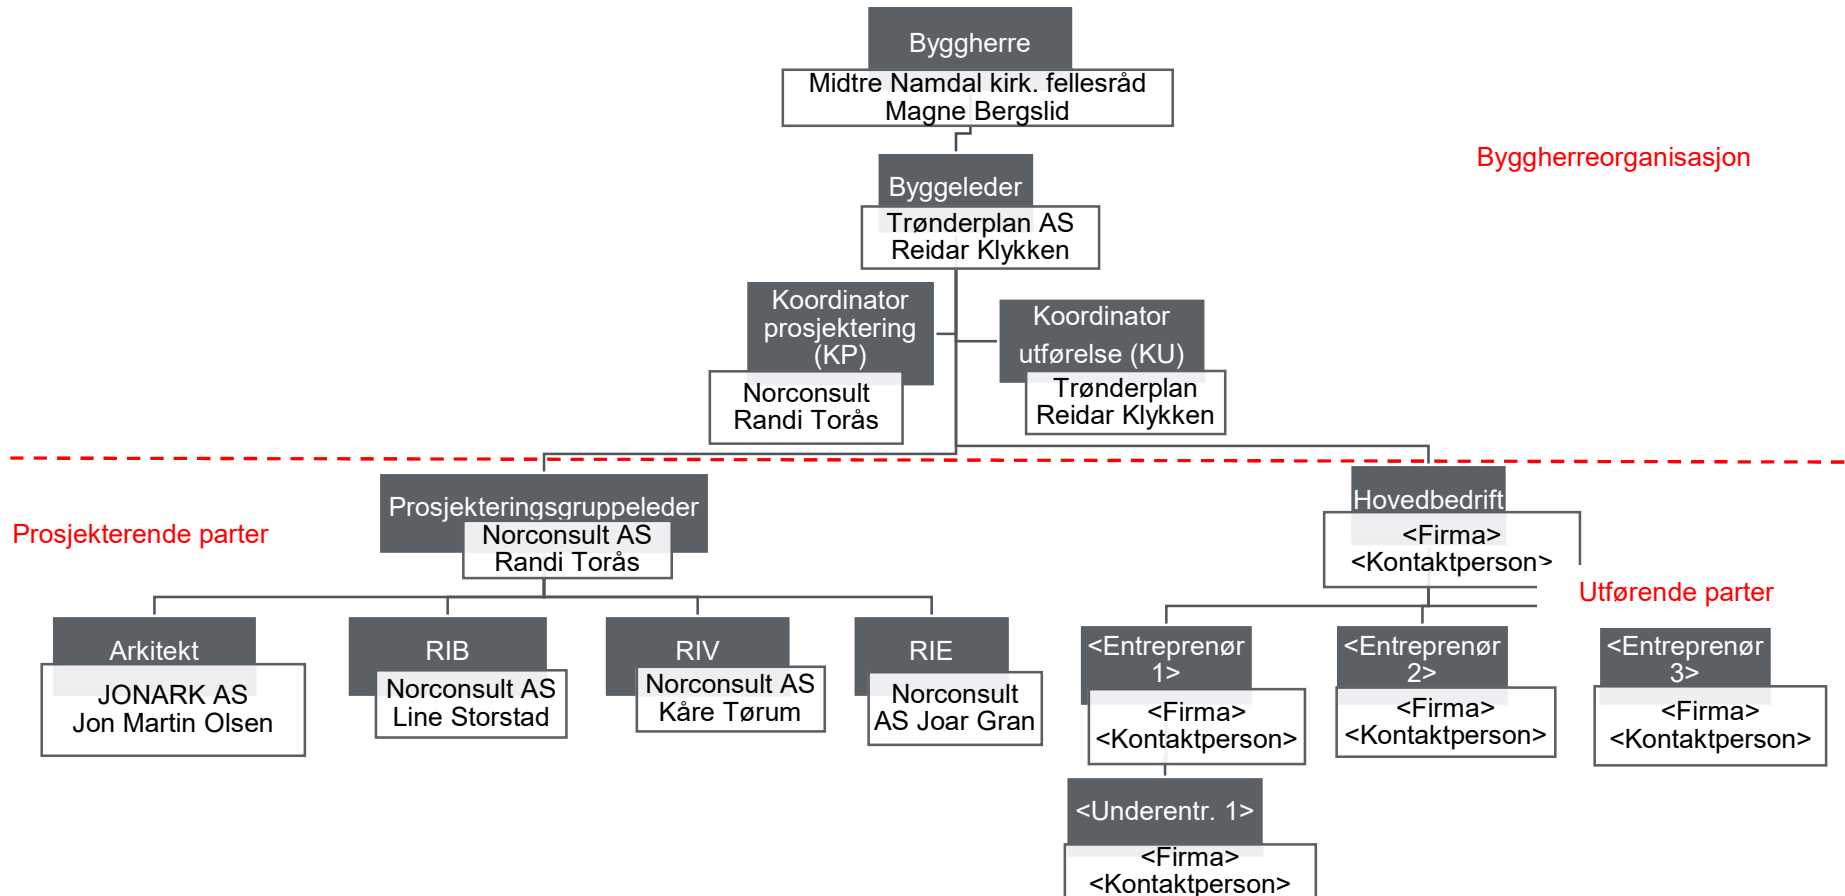 Byggherre
Midtre Namdal kirk. fellesråd
Magne Bergslid
Byggherreorganisasjon
Byggeleder
Trønderplan AS
Reidar Klykken
Koordinator
prosjektering
(KP)
Norconsult
Randi Torås
Koordinator
utførelse (KU)
Trønderplan
Reidar Klykken
Prosjekterende parter
Prosjekteringsgruppeleder
Norconsult AS
Randi Torås
Hovedbedrift
<Firma>
<Kontaktperson>
Utførende parter
Arkitekt
JONARK AS
Jon Martin Olsen
RIB
Norconsult AS
Line Storstad
RIV
Norconsult AS
Kåre Tørum
RIE
Norconsult
AS Joar Gran
<Entreprenør
1>
<Firma>
<Kontaktperson>
<Entreprenør
2>
<Firma>
<Kontaktperson>
<Entreprenør
3>
<Firma>
<Kontaktperson>
<Underentr. 1>
<Firma>
<Kontaktperson>